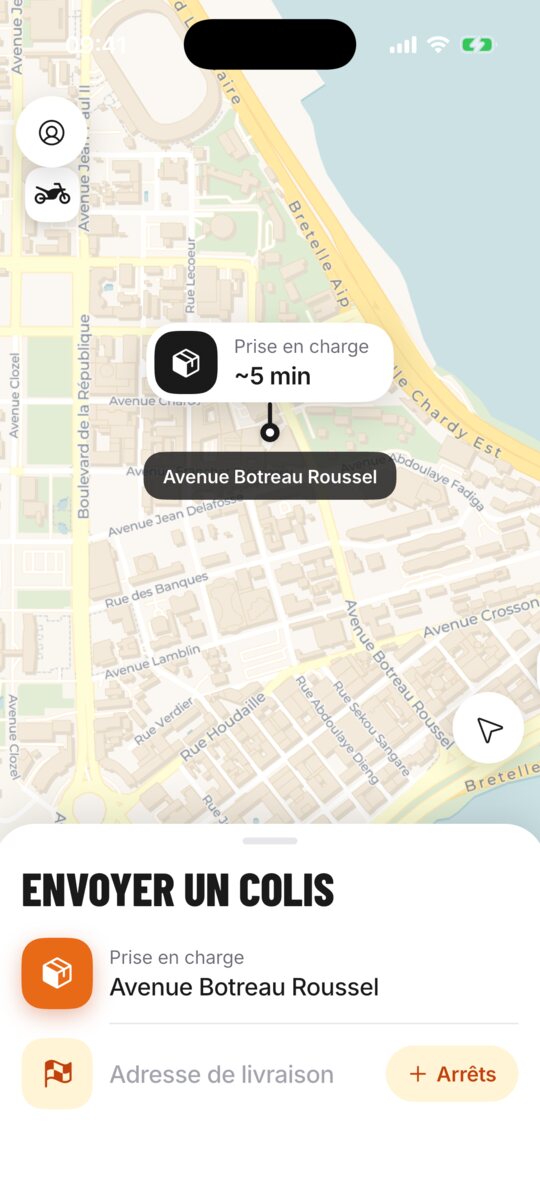 09:41
Bretelle Aip
Rue Lecoeur
Prise en charge
~5 min
Avenue Clozel
Boulevard de la République
Chardy Est
Avenue Botreau Roussel
Avenue Abdoulaye Fadiga
Avenue Jean Delafosse
Rue des Banques
Avenue Crosson
Avenue Lamblin
Avenue Botreau Roussel
Rue Verdier
Rue Houdaille
Rue Abdoulaye Dieng
Rue Sekou Sangare
Avenue Clozel
Bretelle
ENVOYER UN COLIS
Prise en charge
Avenue Botreau Roussel
Adresse de livraison
+ Arrêts